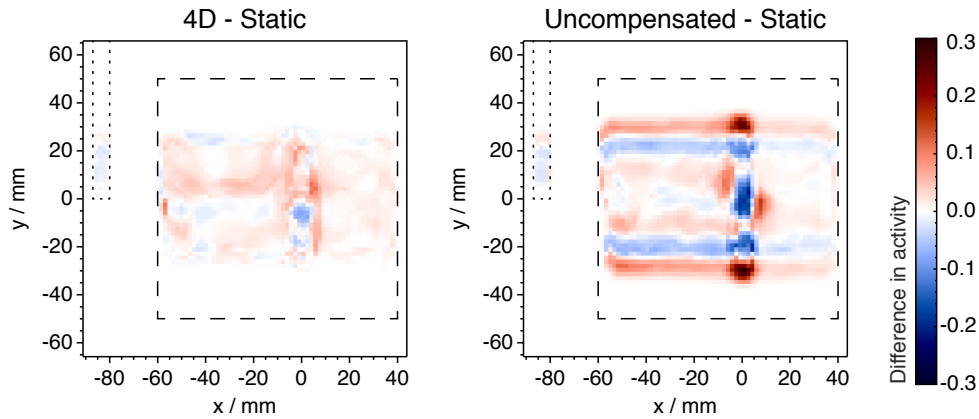 4D - Static
Uncompensated - Static
60
40
20
0
-20
-40
-60
y / mm
-80 -60 -40 -20 0 20 40
x / mm
60
40
20
0
-20
-40
-60
y / mm
-80 -60 -40 -20 0 20 40
x / mm
0.3
0.2
0.1
0.0
-0.1
-0.2
-0.3
Difference in activity